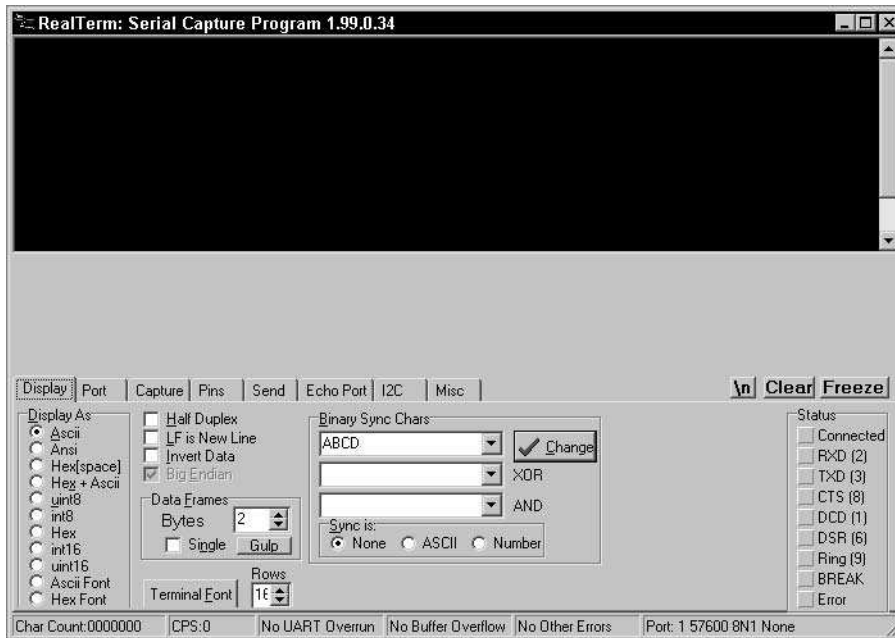 RealTerm: Serial Capture Program 1.99.0.34
Display Port Capture Pins Send Echo Port I2C Misc \n Clear Freeze
Display As
Ascii
Ansi
Hex[space]
Hex + Ascii
uint8
int8
Hex
int16
uint16
Ascii Font
Hex Font
Half Duplex
LF is New Line
Invert Data
Big Endian
Data Frames
Bytes 2
Single Gulp
Terminal Font
Rows
16
Binary Sync Chars
ABCD Change
XOR
AND
Sync is:
None ASCII Number
Status
Connected
RXD (2)
TXD (3)
CTS (8)
DCD (1)
DSR (6)
Ring (9)
BREAK
Error
Char Count:0000000 CPS:0 No UART Overrun No Buffer Overflow No Other Errors Port: 1 57600 8N1 None